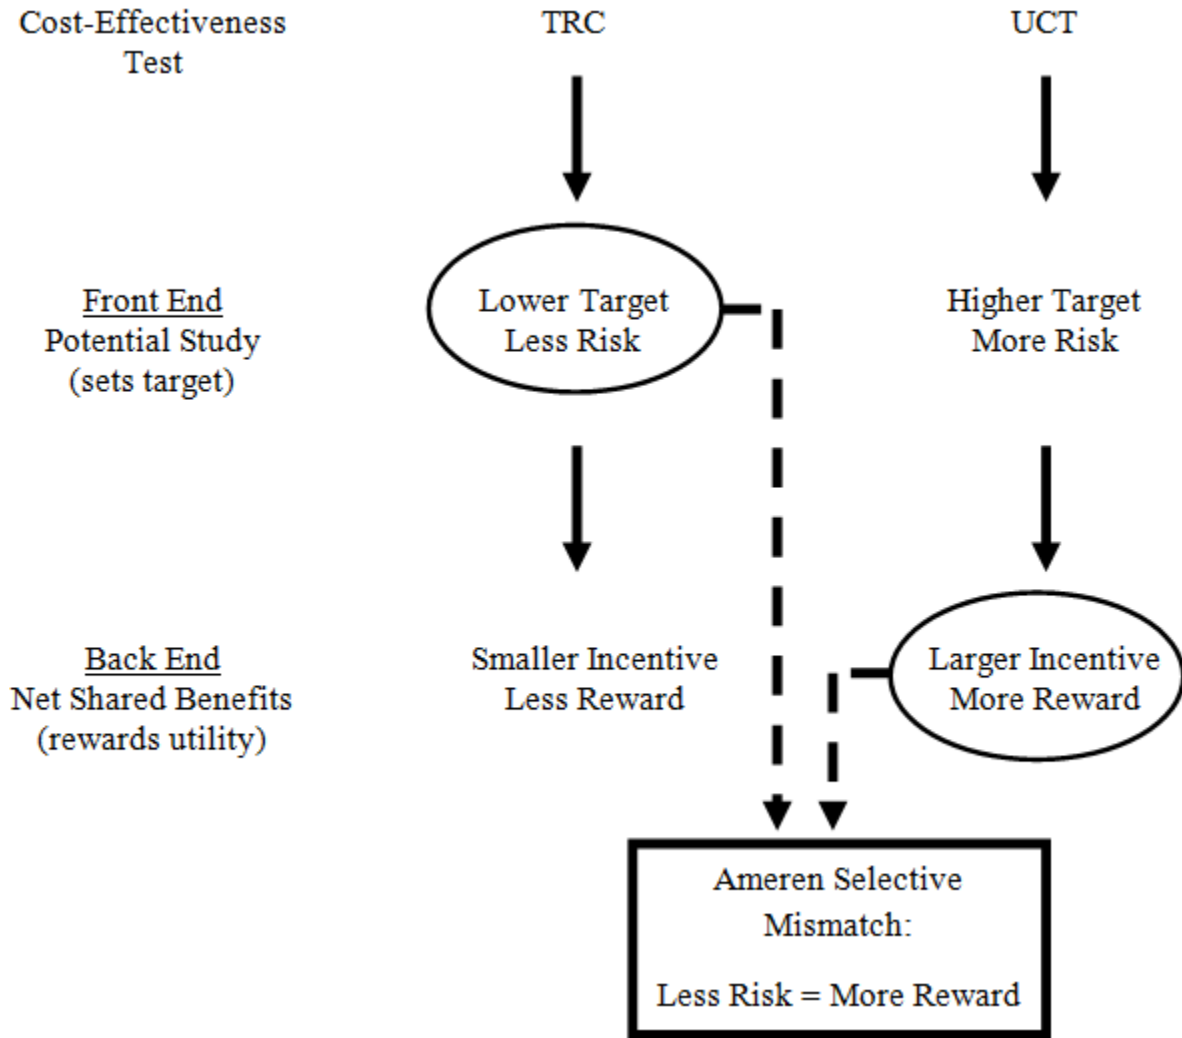 Cost-Effectiveness
Test
TRC
UCT
Front End
Potential Study
(sets target)
Lower Target
Less Risk
Higher Target
More Risk
Back End
Net Shared Benefits
(rewards utility)
Smaller Incentive
Less Reward
Larger Incentive
More Reward
Ameren Selective
Mismatch:
Less Risk = More Reward